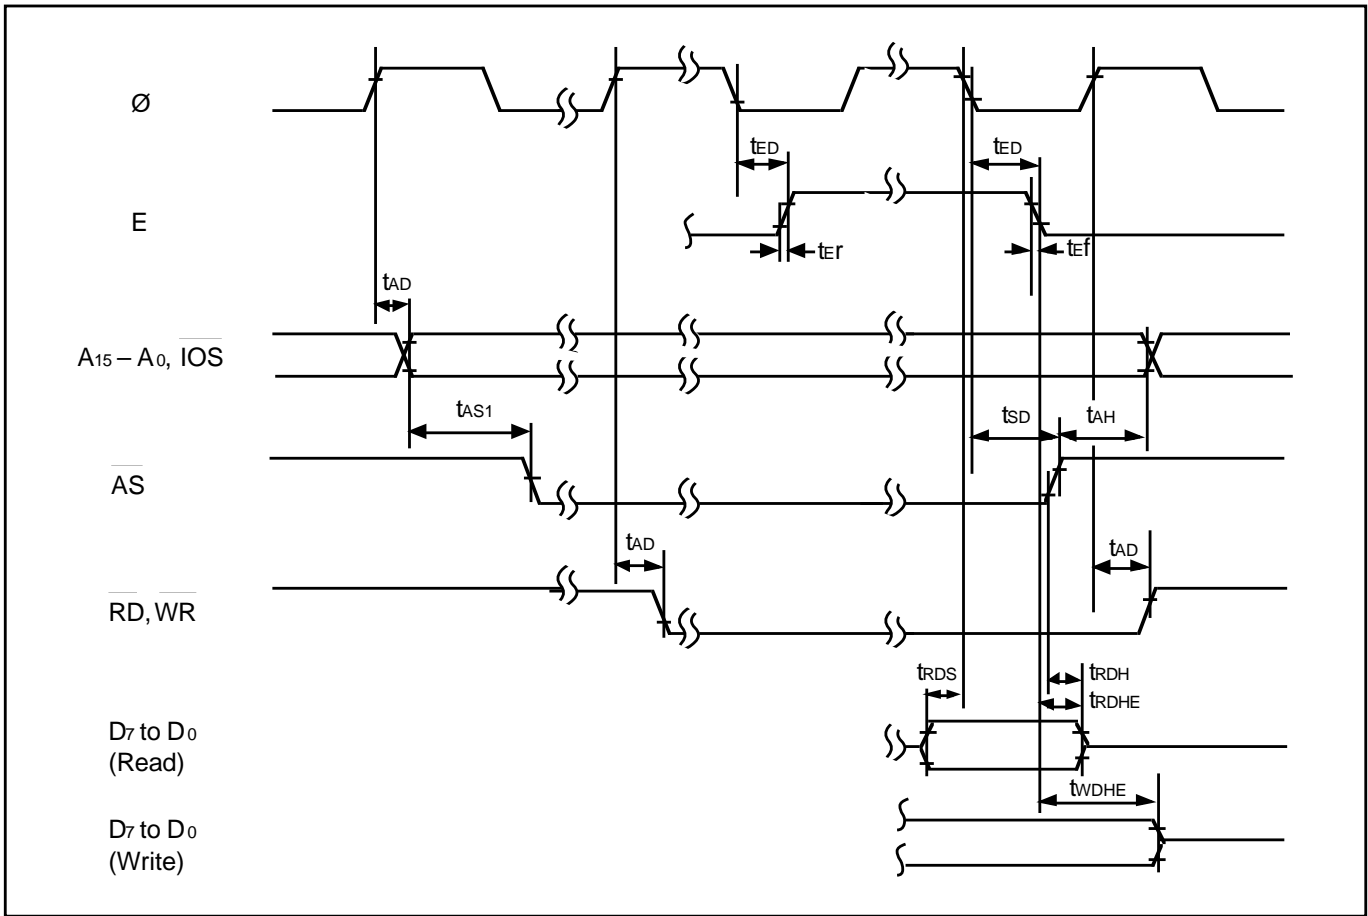 Ø
tED
tED
E
tEr
tEf
tAD
A15 – A0, IOS
tAS1
tSD
tAH
AS
tAD
tAD
RD, WR
tRDS
tRDH
tRDHE
D7 to D0
(Read)
tWDHE
D7 to D0
(Write)